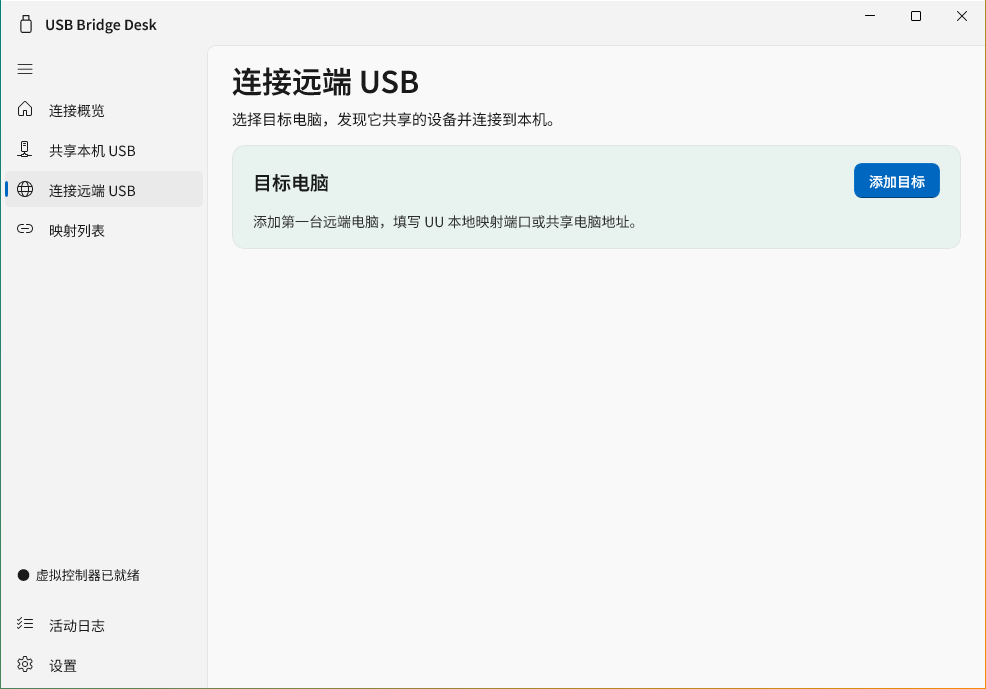 USB Bridge Desk
连接概览
共享本机 USB
连接远端 USB
映射列表
虚拟控制器已就绪
活动日志
设置
连接远端 USB
选择目标电脑，发现它共享的设备并连接到本机。
目标电脑
添加目标
添加第一台远端电脑，填写 UU 本地映射端口或共享电脑地址。